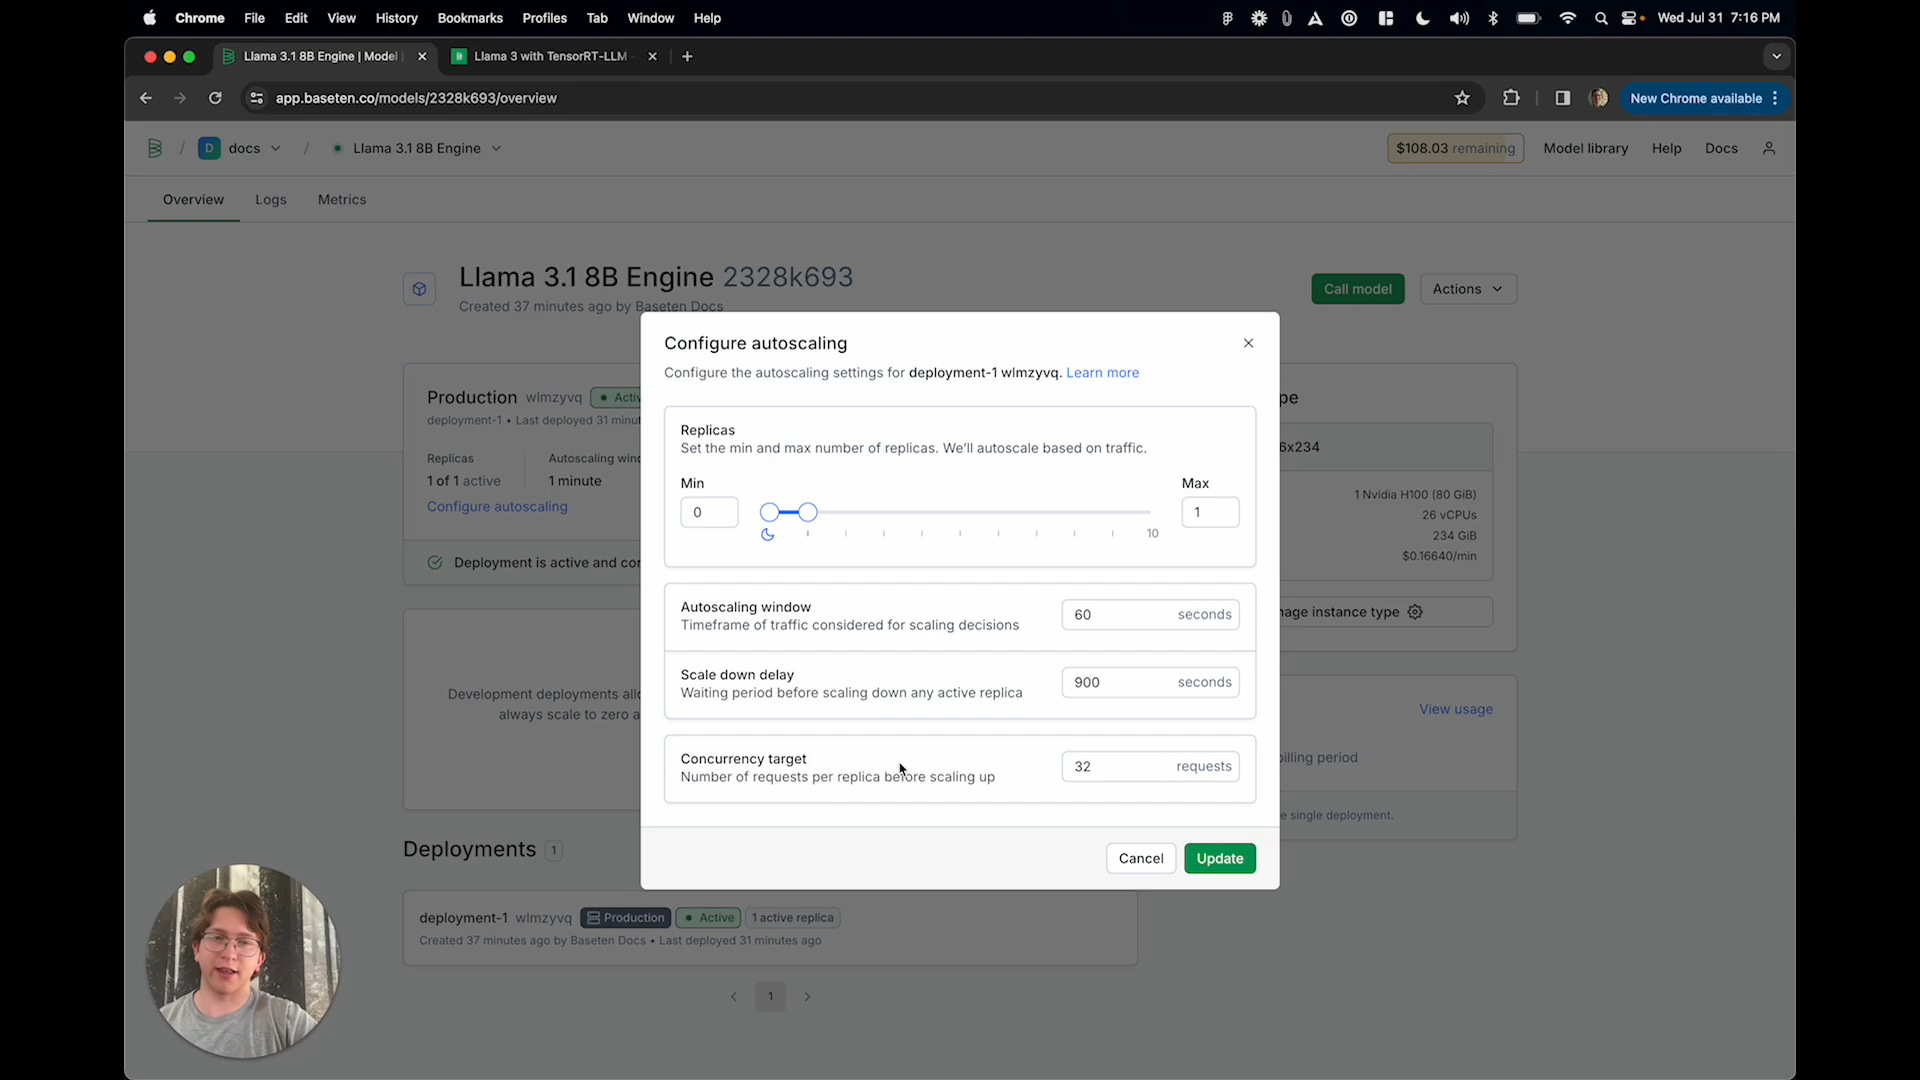 Chrome File Edit View History Bookmarks Profiles Tab Window Help Wed Jul 31 7:16 PM
Llama 3.1 8B Engine | Model Llama 3 with TensorRT-LLM
app.baseten.co/models/2328k693/overview New Chrome available
/ D docs / Llama 3.1 8B Engine $108.03 remaining Model library Help Docs
Overview Logs Metrics
Llama 3.1 8B Engine 2328k693
Created 37 minutes ago by Baseten Docs
Call model Actions
Configure autoscaling
Configure the autoscaling settings for deployment-1 wlmzyvq. Learn more
Production wlmzyvq Activ
deployment-1 • Last deployed 31 minut
Replicas Autoscaling wind
1 of 1 active 1 minute
Configure autoscaling
Deployment is active and cor
Replicas
Set the min and max number of replicas. We'll autoscale based on traffic.
Min Max
0 1
10
Autoscaling window
Timeframe of traffic considered for scaling decisions
60 seconds
Scale down delay
Waiting period before scaling down any active replica
900 seconds
Concurrency target
Number of requests per replica before scaling up
32 requests
Cancel Update
pe
6x234
1 Nvidia H100 (80 GiB)
26 vCPUs
234 GiB
$0.16640/min
nage instance type
View usage
illing period
e single deployment.
Development deployments all
always scale to zero a
Deployments 1
deployment-1 wlmzyvq Production Active 1 active replica
Created 37 minutes ago by Baseten Docs • Last deployed 31 minutes ago
1